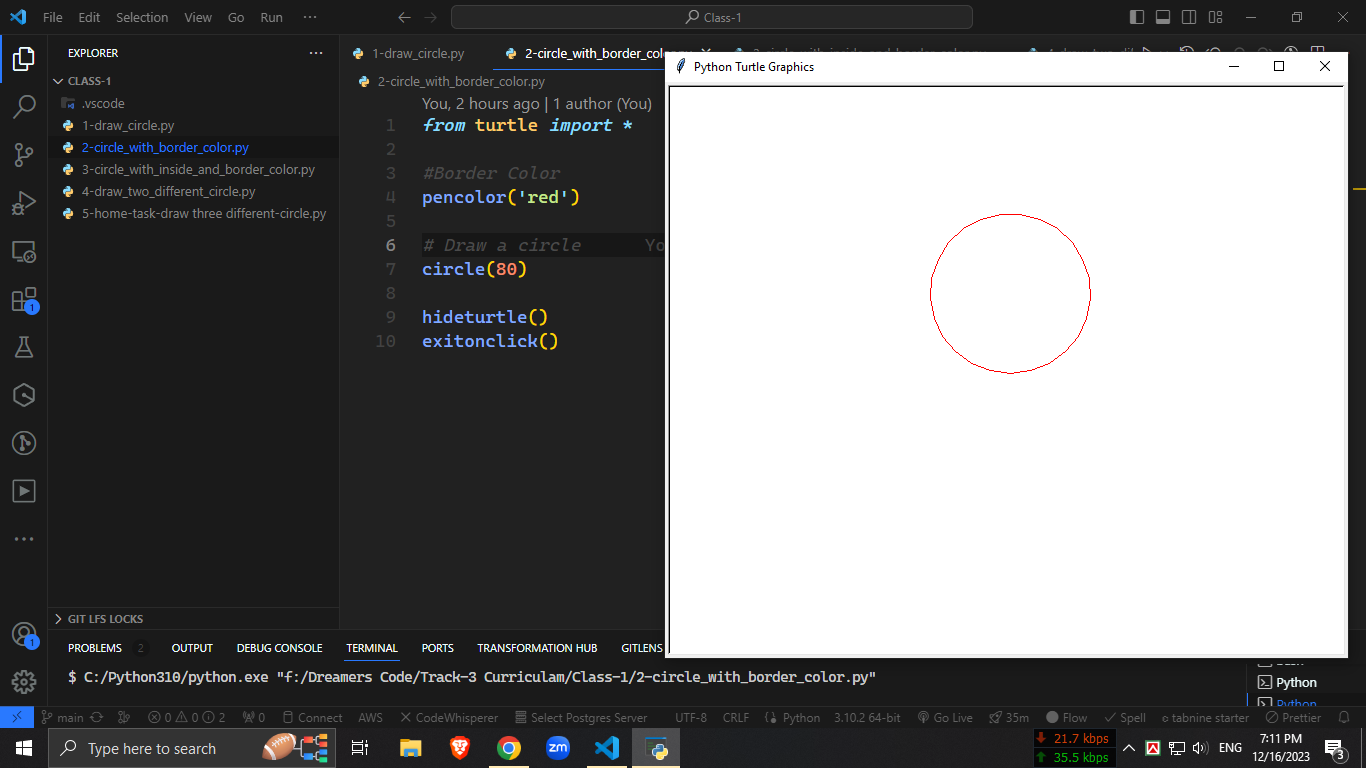 File Edit Selection View Go Run ···
Class-1
EXPLORER
CLASS-1
.vscode
1-draw_circle.py
2-circle_with_border_color.py
3-circle_with_inside_and_border_color.py
4-draw_two_different_circle.py
5-home-task-draw three different-circle.py
GIT LFS LOCKS
1-draw_circle.py
2-circle_with_border_color
2-circle_with_border_color.py
You, 2 hours ago | 1 author (You)
1 from turtle import *
2
3 #Border Color
4 pencolor('red')
5
6 # Draw a circle
7 circle(80)
8
9 hideturtle()
10 exitonclick()
Python Turtle Graphics
PROBLEMS 2 OUTPUT DEBUG CONSOLE TERMINAL PORTS TRANSFORMATION HUB GITLENS
$ C:/Python310/python.exe "f:/Dreamers Code/Track-3 Curriculam/Class-1/2-circle_with_border_color.py"
Python
Python
1
1
main 0 0 2 0 Connect AWS CodeWhisperer Select Postgres Server UTF-8 CRLF Python 3.10.2 64-bit Go Live 35m Flow Spell tabnine starter Prettier
Type here to search
zm
21.7 kbps
35.5 kbps
ENG
7:11 PM
12/16/2023
3